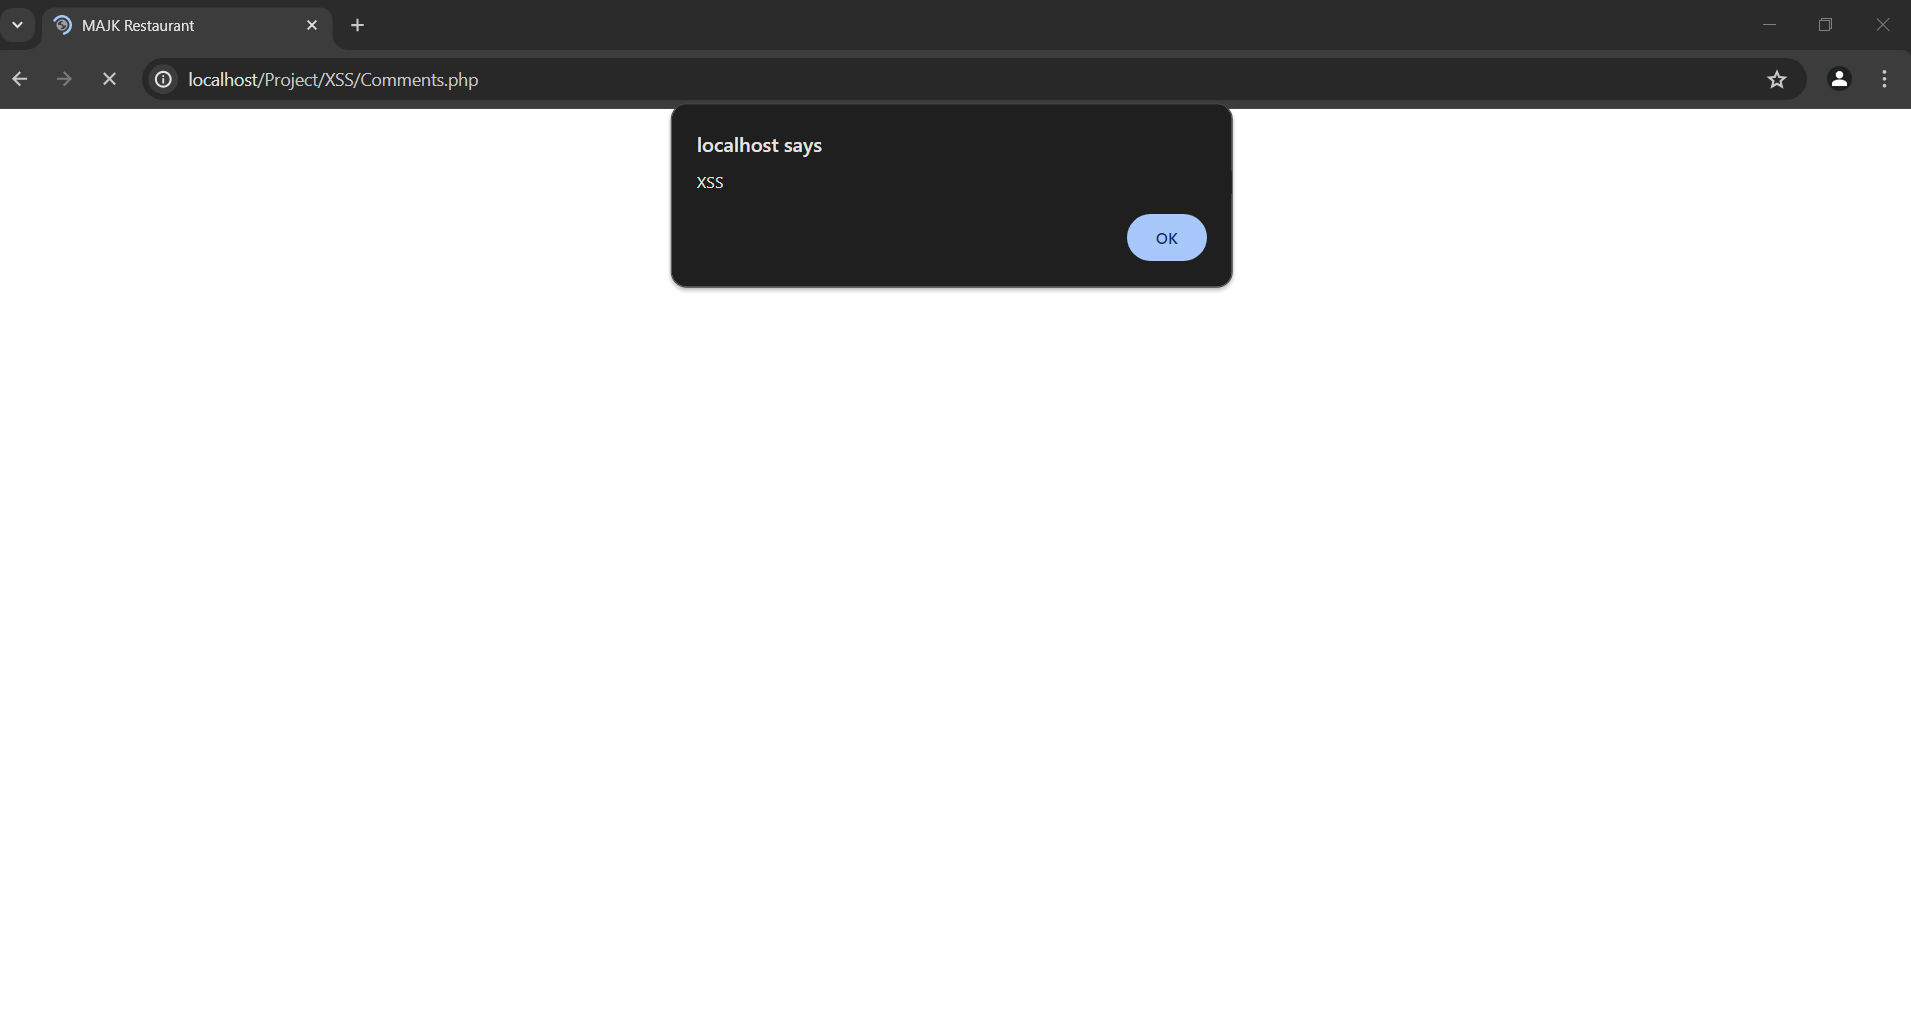 MAJK Restaurant
localhost/Project/XSS/Comments.php
localhost says
XSS
OK